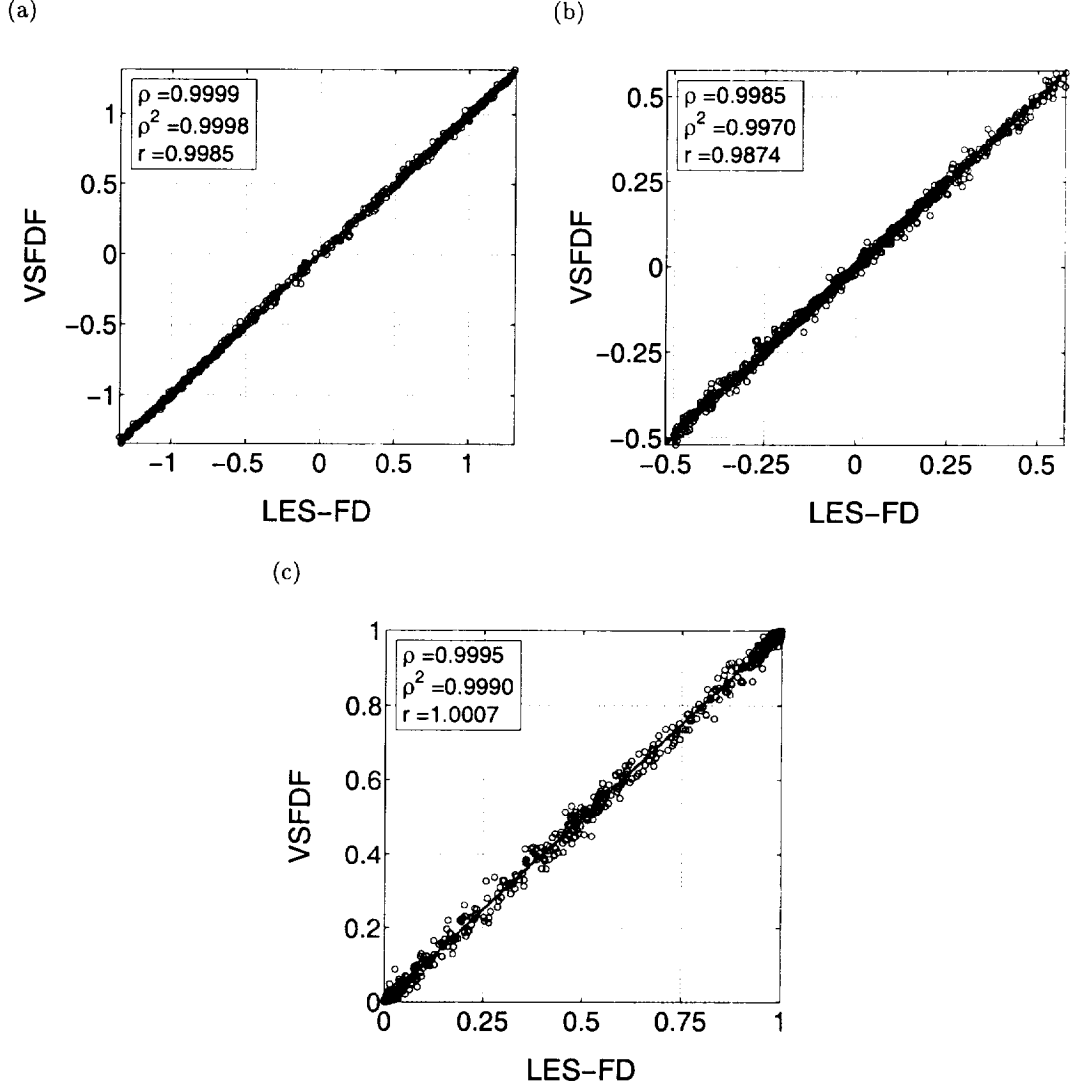 (a)
ρ =0.9999
ρ² =0.9998
r =0.9985
1
0.5
0
−0.5
−1
VSFDF
−1 −0.5 0 0.5 1
LES−FD
(b)
ρ =0.9985
ρ² =0.9970
r =0.9874
0.5
0.25
0
−0.25
−0.5
VSFDF
−0.5 −0.25 0 0.25 0.5
LES−FD
(c)
ρ =0.9995
ρ² =0.9990
r =1.0007
1
0.8
0.6
0.4
0.2
0
VSFDF
0 0.25 0.5 0.75 1
LES−FD